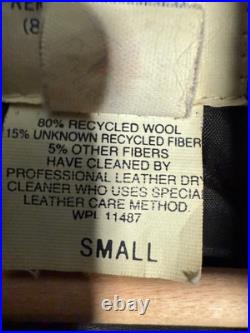 (8
80% RECYCLED WOOL
15% UNKNOWN RECYCLED FIBER
5% OTHER FIBERS
HAVE CLEANED BY
PROFESSIONAL LEATHER DRY
CLEANER WHO USES SPECIAL
LEATHER CARE METHOD.
WPL 11487
SMALL